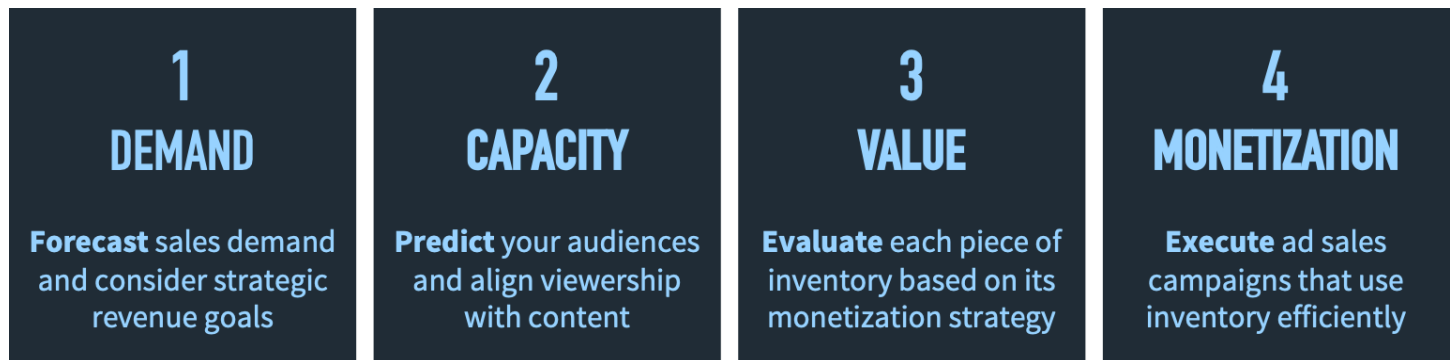 1
DEMAND
Forecast sales demand
and consider strategic
revenue goals
2
CAPACITY
Predict your audiences
and align viewership
with content
3
VALUE
Evaluate each piece of
inventory based on its
monetization strategy
4
MONETIZATION
Execute ad sales
campaigns that use
inventory efficiently